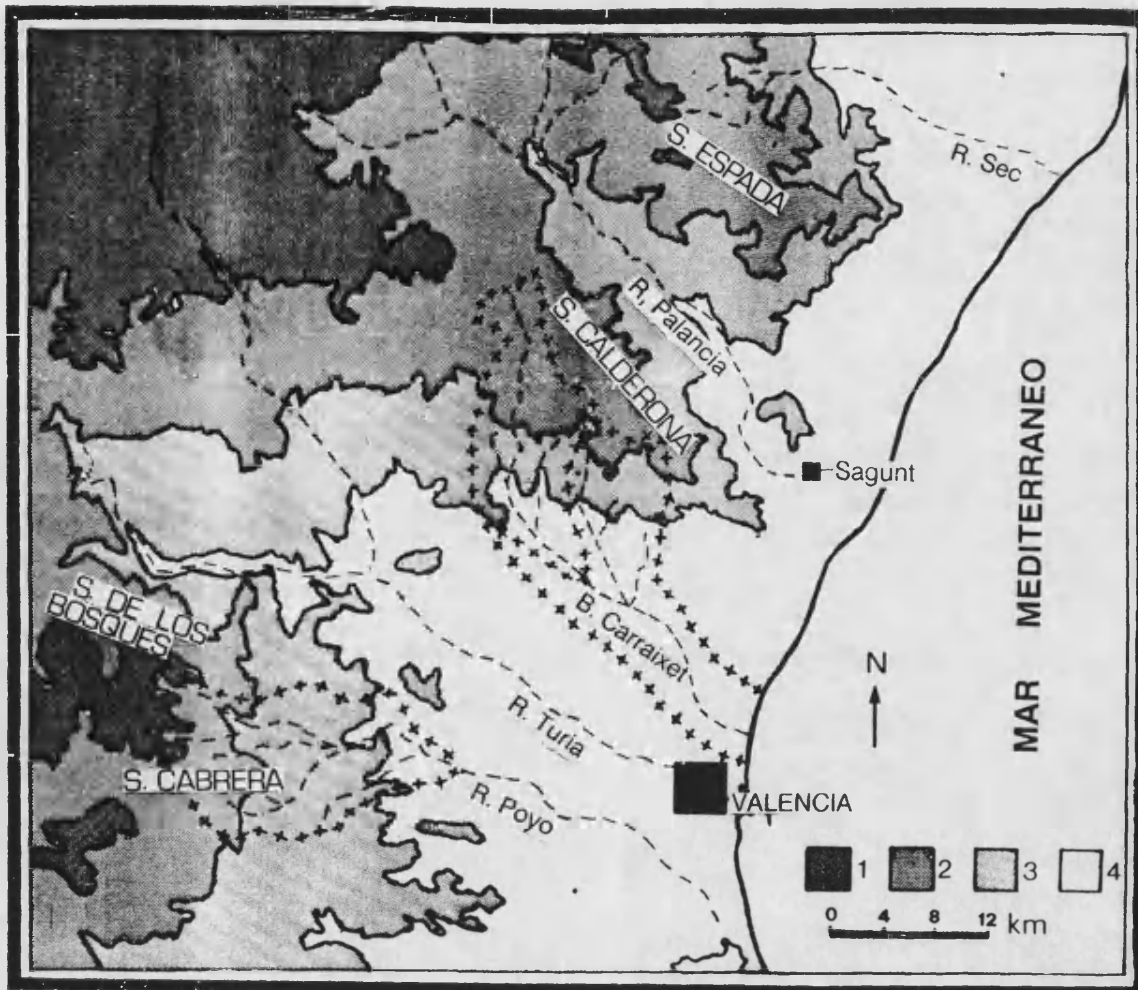 S. ESPADA
R. Sec
R. Palancia
S. CALDERONA
Sagunt
MAR MEDITERRANEO
S. DE LOS
BOSQUES
B. Carraixet
N
R. Turia
S. CABRERA
R. Poyo
VALENCIA
1 2 3 4
0 4 8 12 km